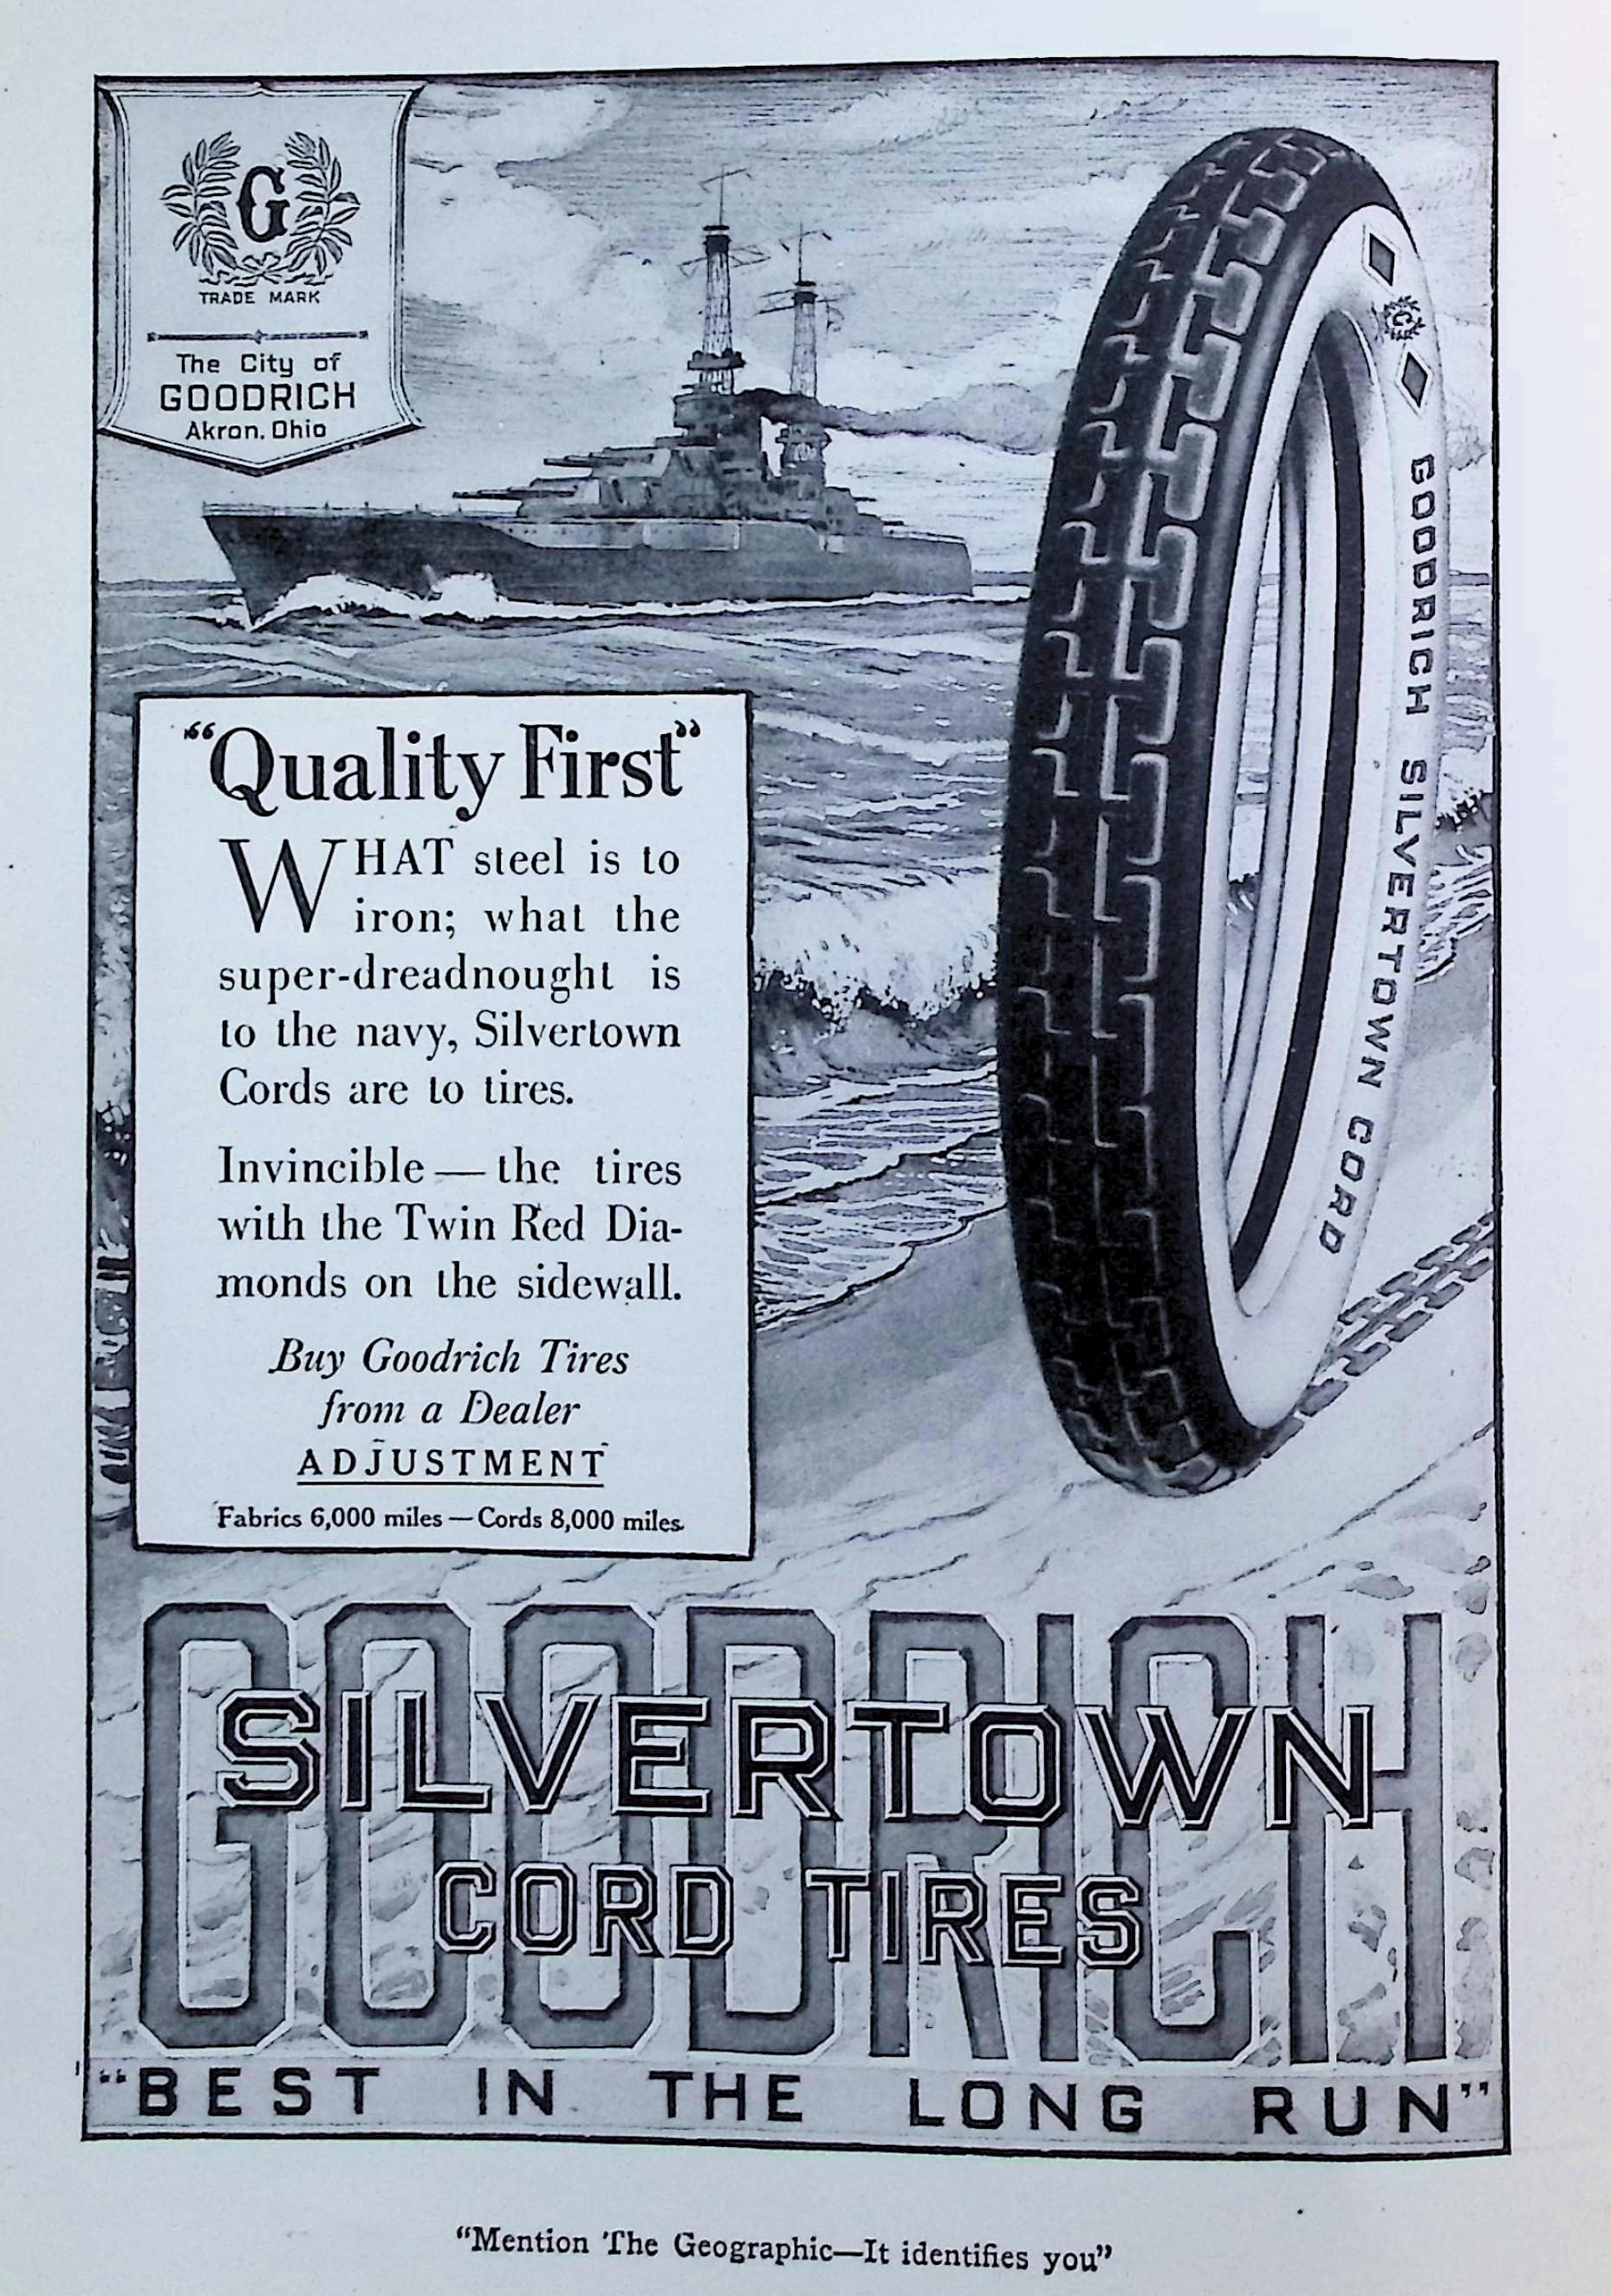 G
TRADE MARK
The City of
GOODRICH
Akron, Ohio
G
GOODRICH SILVERTOWN CORD
“Quality First”
WHAT steel is to
iron; what the
super-dreadnought is
to the navy, Silvertown
Cords are to tires.
Invincible — the tires
with the Twin Red Dia-
monds on the sidewall.
Buy Goodrich Tires
from a Dealer
ADJUSTMENT
Fabrics 6,000 miles — Cords 8,000 miles.
GOODRICH
SILVERTOWN
CORD TIRES
“BEST IN THE LONG RUN”
“Mention The Geographic—It identifies you”